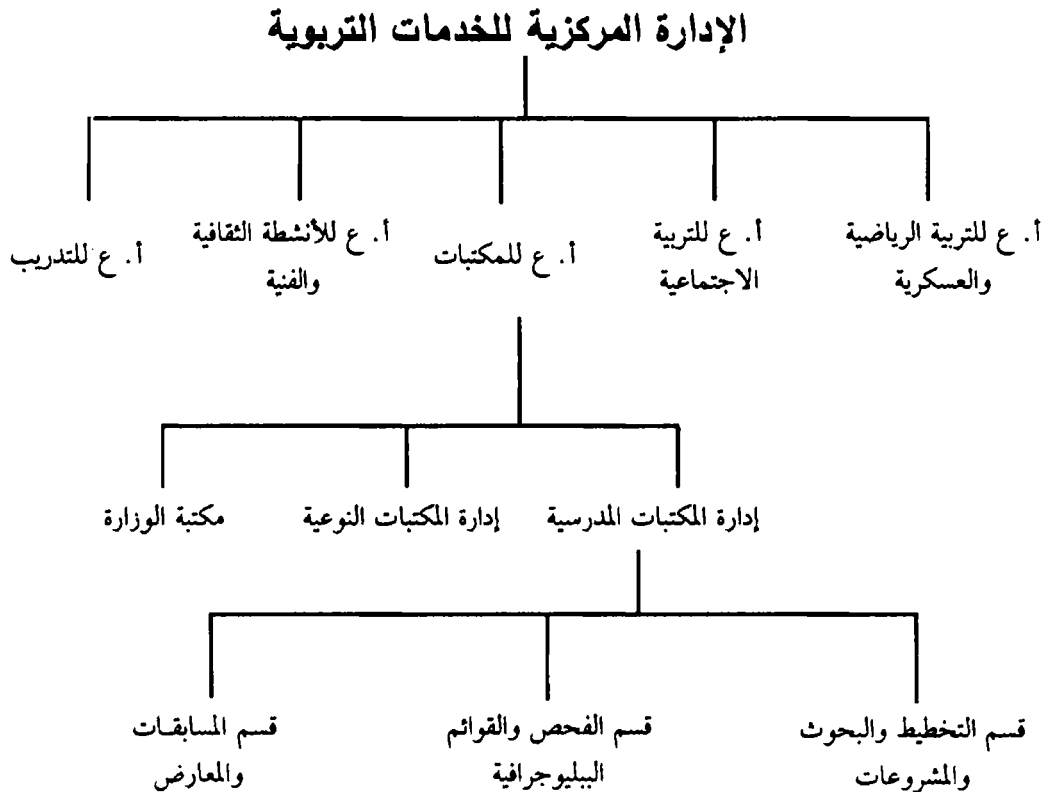 الإدارة المركزية للخدمات التربوية
أ. ع للتربية الرياضية
والعسكرية
أ. ع للتربية
الاجتماعية
أ. ع للمكتبات
أ. ع للأنشطة الثقافية
والفنية
أ. ع للتدريب
إدارة المكتبات المدرسية
إدارة المكتبات النوعية
مكتبة الوزارة
قسم التخطيط والبحوث
والمشروعات
قسم الفحص والقوائم
الببليوجرافية
قسم المسابقات
والمعارض